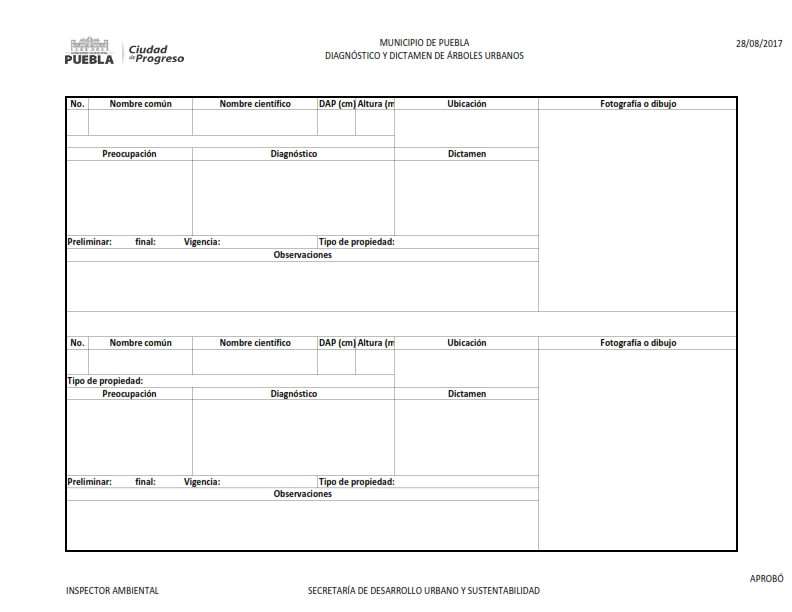 PUEBLA
Ciudad
de Progreso
MUNICIPIO DE PUEBLA
DIAGNÓSTICO Y DICTAMEN DE ÁRBOLES URBANOS
28/08/2017
No. Nombre común Nombre científico DAP (cm) Altura (m Ubicación Fotografía o dibujo
Preocupación Diagnóstico Dictamen
Preliminar: final: Vigencia: Tipo de propiedad:
Observaciones
No. Nombre común Nombre científico DAP (cm) Altura (m Ubicación Fotografía o dibujo
Tipo de propiedad:
Preocupación Diagnóstico Dictamen
Preliminar: final: Vigencia: Tipo de propiedad:
Observaciones
APROBÓ
INSPECTOR AMBIENTAL SECRETARÍA DE DESARROLLO URBANO Y SUSTENTABILIDAD